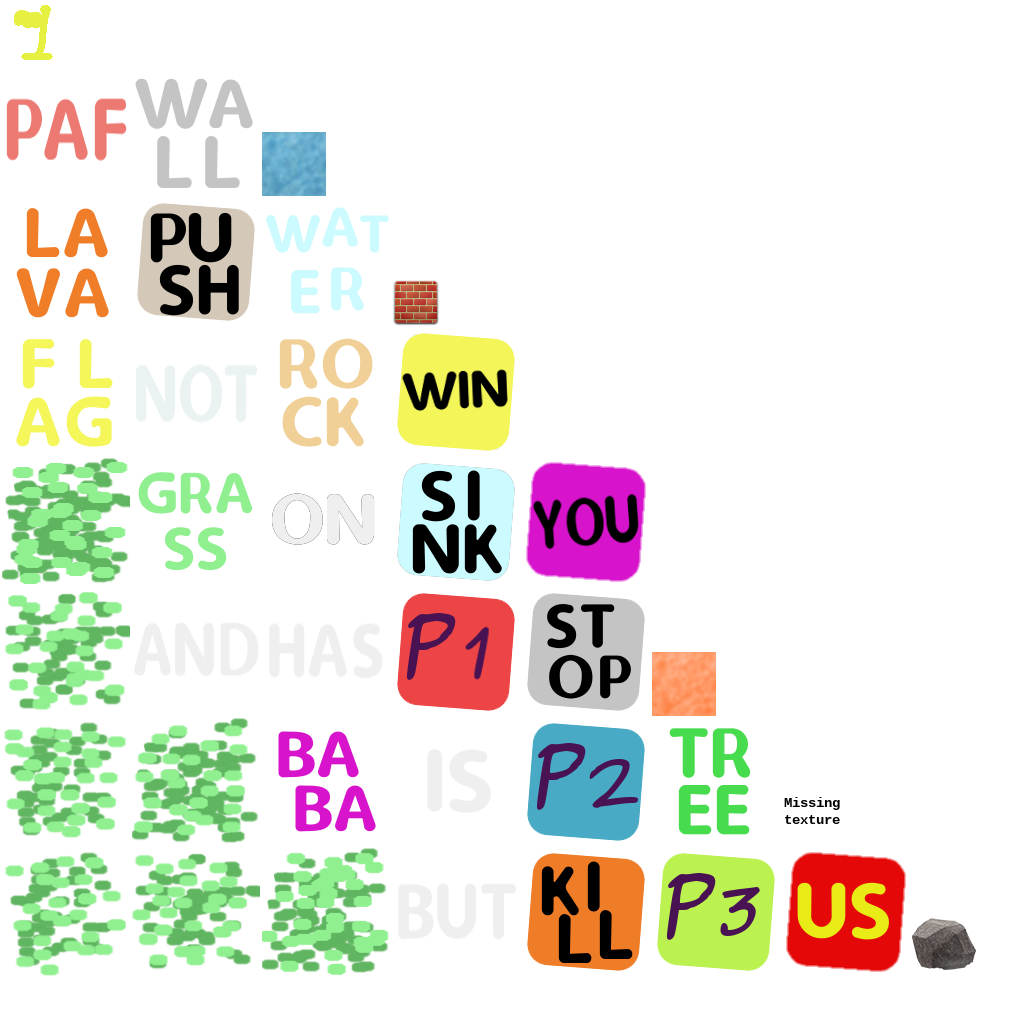 PAF
WA
LL
LA
VA
PU
SH
WAT
ER
F L
AG
NOT
RO
CK
WIN
GRA
SS
ON
SI
NK
YOU
AND
HAS
P1
ST
OP
BA
BA
IS
P2
TR
EE
Missing
texture
BUT
KI
LL
P3
US